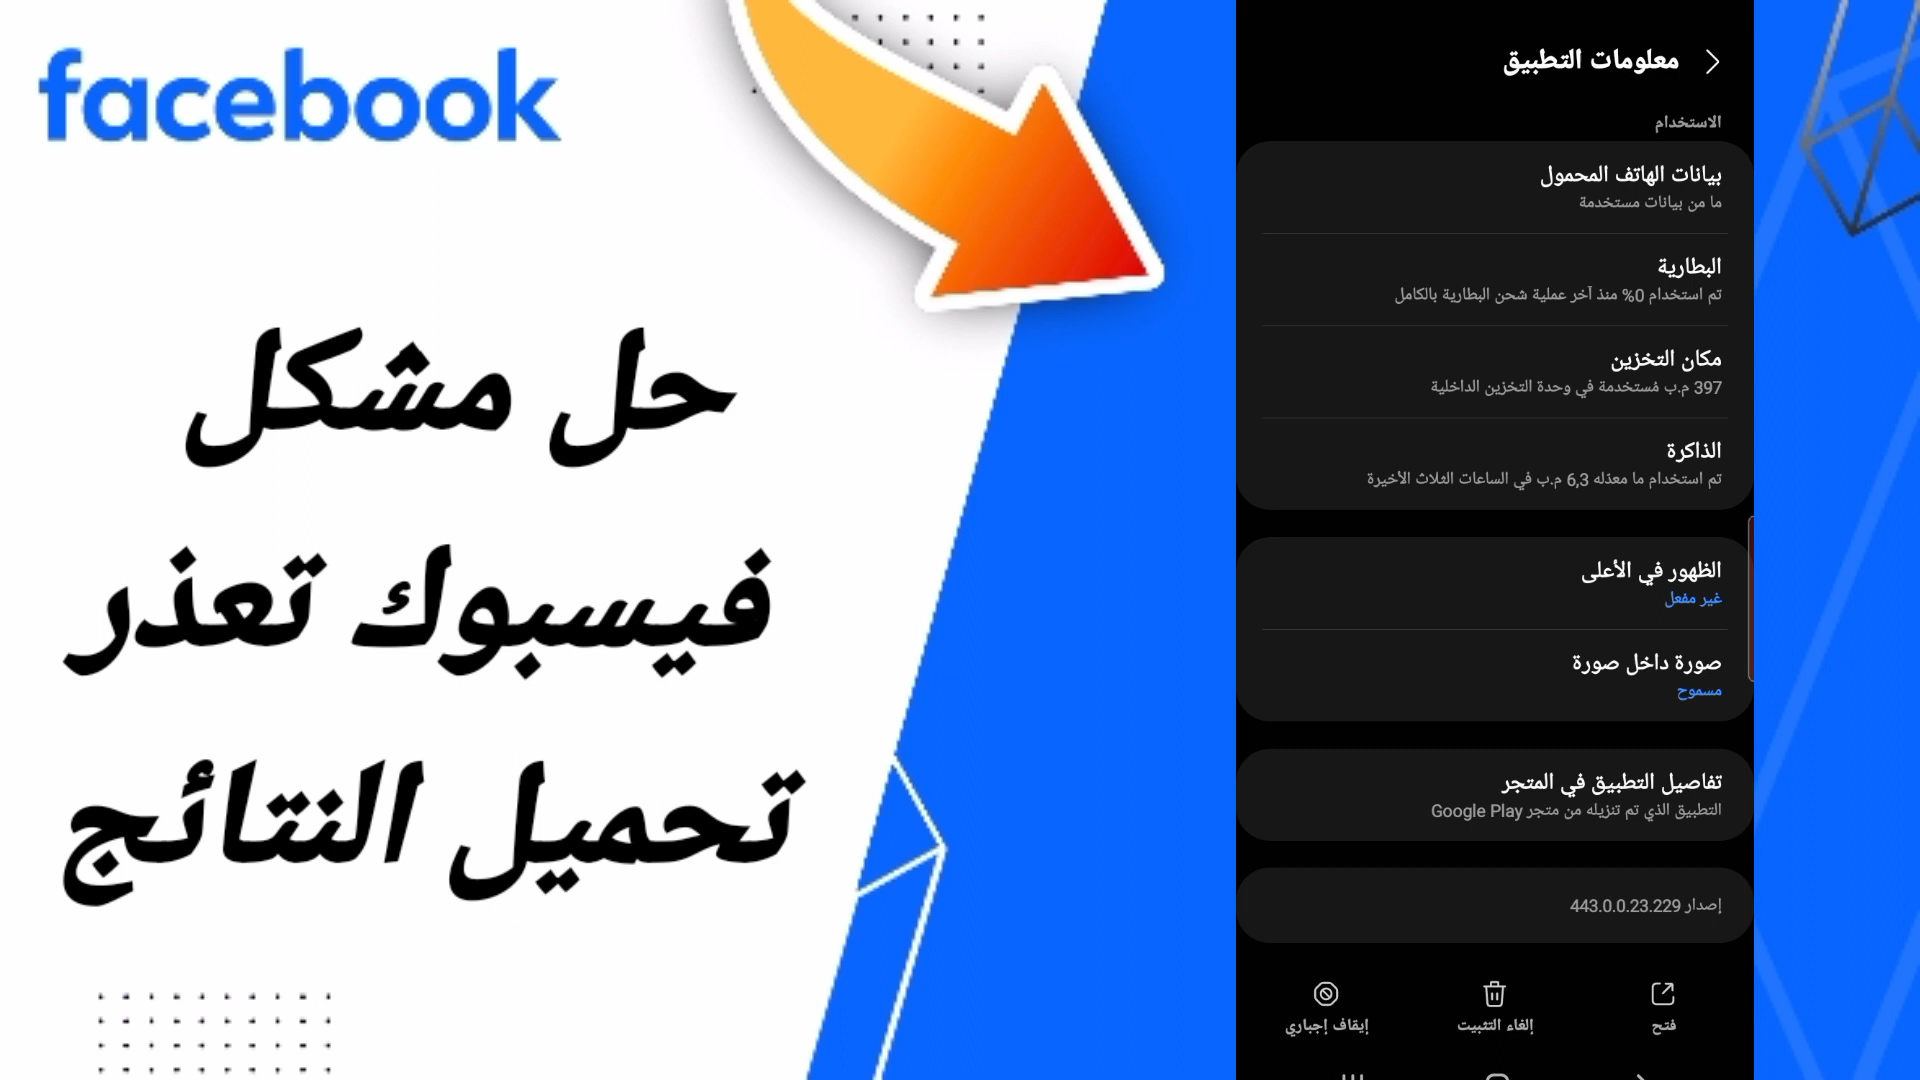 facebook
حل مشكل
فيسبوك تعذر
تحميل النتائج
معلومات التطبيق
الاستخدام
بيانات الهاتف المحمول
ما من بيانات مستخدمة
البطارية
تم استخدام 0% منذ آخر عملية شحن البطارية بالكامل
مكان التخزين
397 م.ب مُستخدمة في وحدة التخزين الداخلية
الذاكرة
تم استخدام ما معدّله 6,3 م.ب في الساعات الثلاث الأخيرة
الظهور في الأعلى
غير مفعل
صورة داخل صورة
مسموح
تفاصيل التطبيق في المتجر
التطبيق الذي تم تنزيله من متجر Google Play
إصدار 443.0.0.23.229
فتح
إلغاء التثبيت
إيقاف إجباري